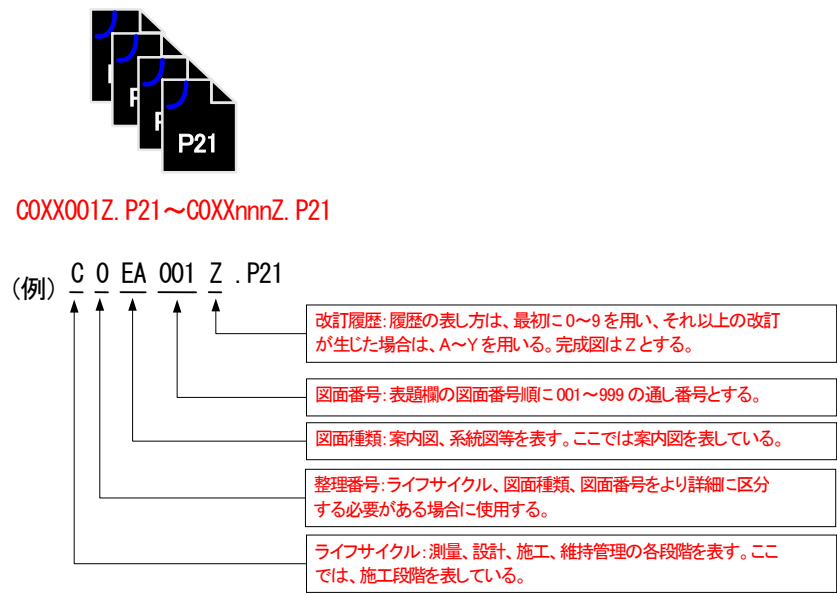 P
P
P21
C0XX001Z.P21～C0XXnnnZ.P21
(例) C 0 EA 001 Z .P21
改訂履歴：履歴の表し方は、最初に0～9を用い、それ以上の改訂
が生じた場合は、A～Yを用いる。完成図はZとする。
図面番号：表題欄の図面番号順に001～999の通し番号とする。
図面種類：案内図、系統図等を表す。ここでは案内図を表している。
整理番号：ライフサイクル、図面種類、図面番号をより詳細に区分
する必要がある場合に使用する。
ライフサイクル：測量、設計、施工、維持管理の各段階を表す。ここ
では、施工段階を表している。